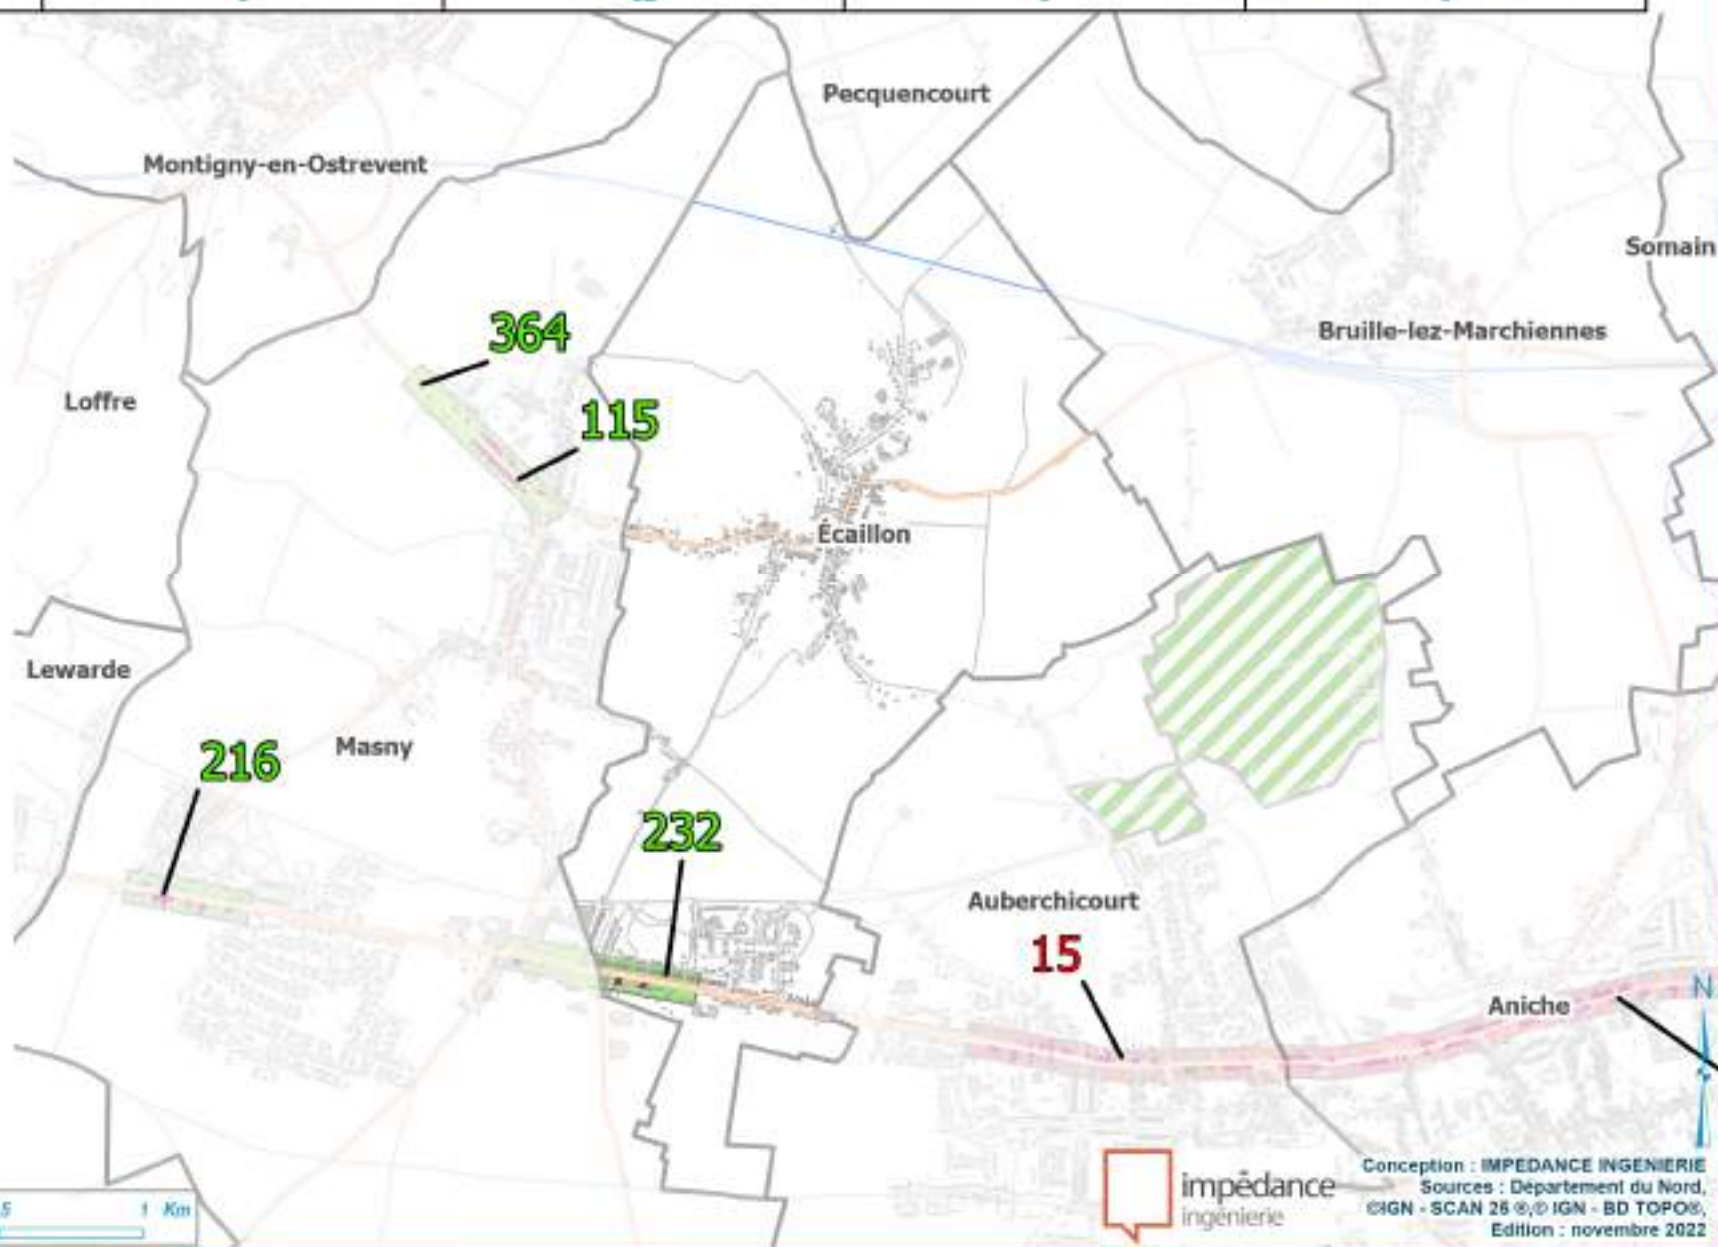 Pecquencourt
Montigny-en-Ostrevent
Somain
364
Bruille-lez-Marchiennes
Loffre
115
Écaillon
Lewarde
Masny
216
232
Auberchicourt
15
Aniche
N
5 1 Km
impédance
ingénierie
Conception : IMPEDANCE INGENIERIE
Sources : Département du Nord,
©IGN - SCAN 25 ®,© IGN - BD TOPO®,
Edition : novembre 2022